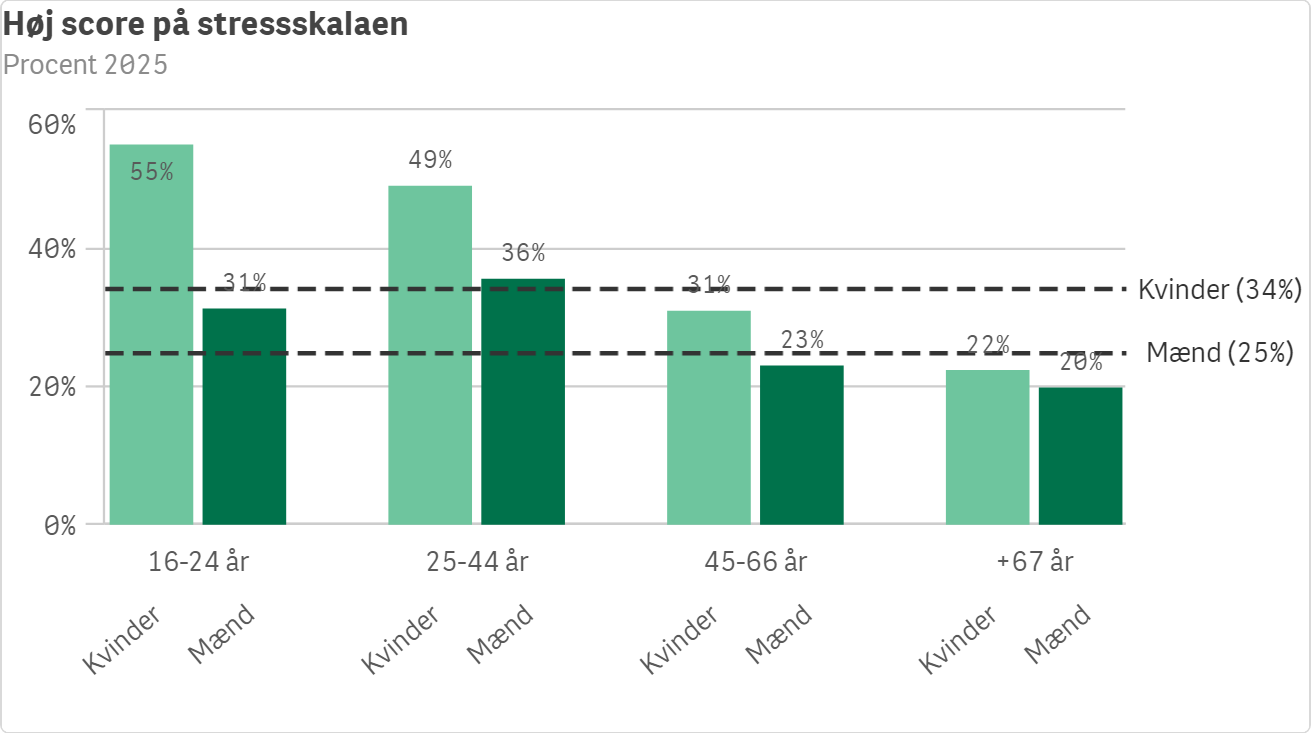 Høj score på stressskalaen
Procent 2025
60%
55%
49%
40%
36%
31%
31%
Kvinder (34%)
23%
22%
Mænd (25%)
20%
20%
0%
16-24 år
25-44 år
45-66 år
+67 år
Kvinder
Mænd
Kvinder
Mænd
Kvinder
Mænd
Kvinder
Mænd